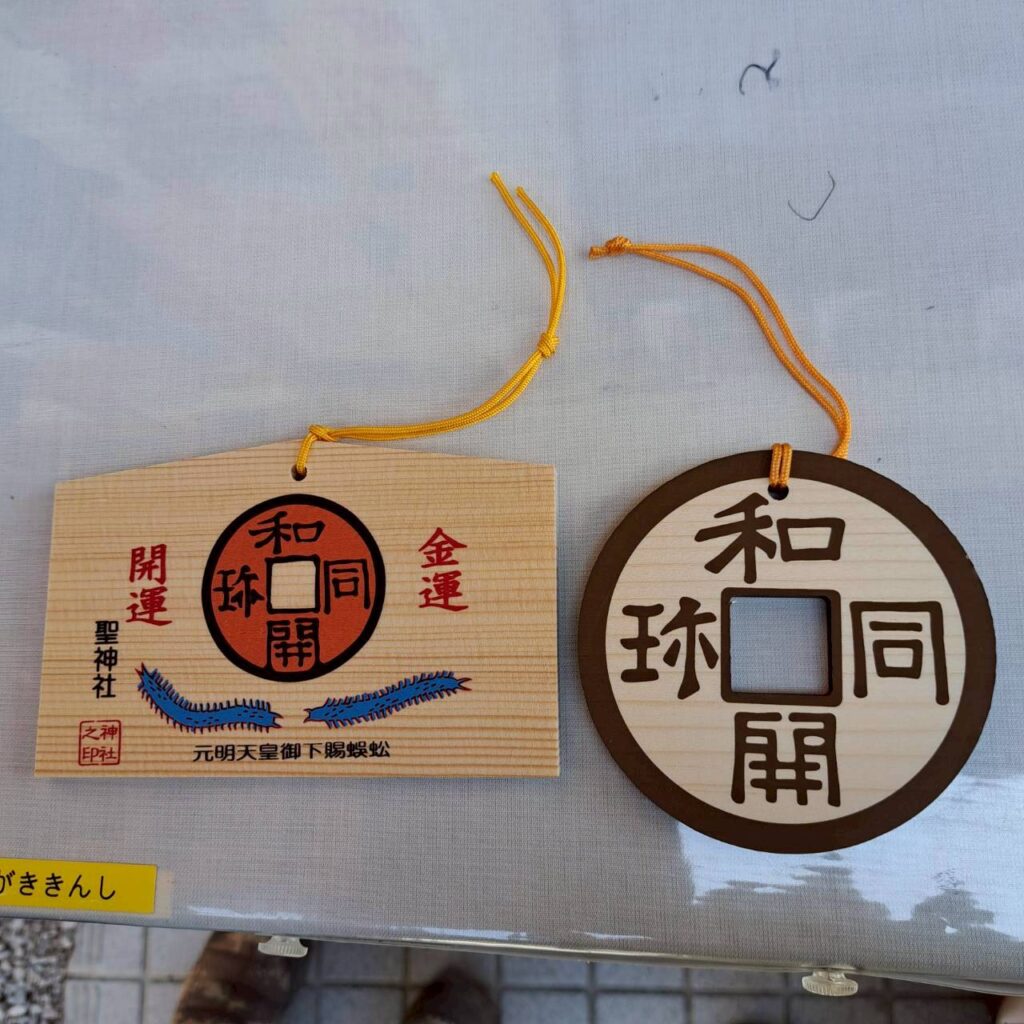 和同開珎
開運
金運
聖神社
神社之印
元明天皇御下賜蜈蚣
和同開珎
がききんし